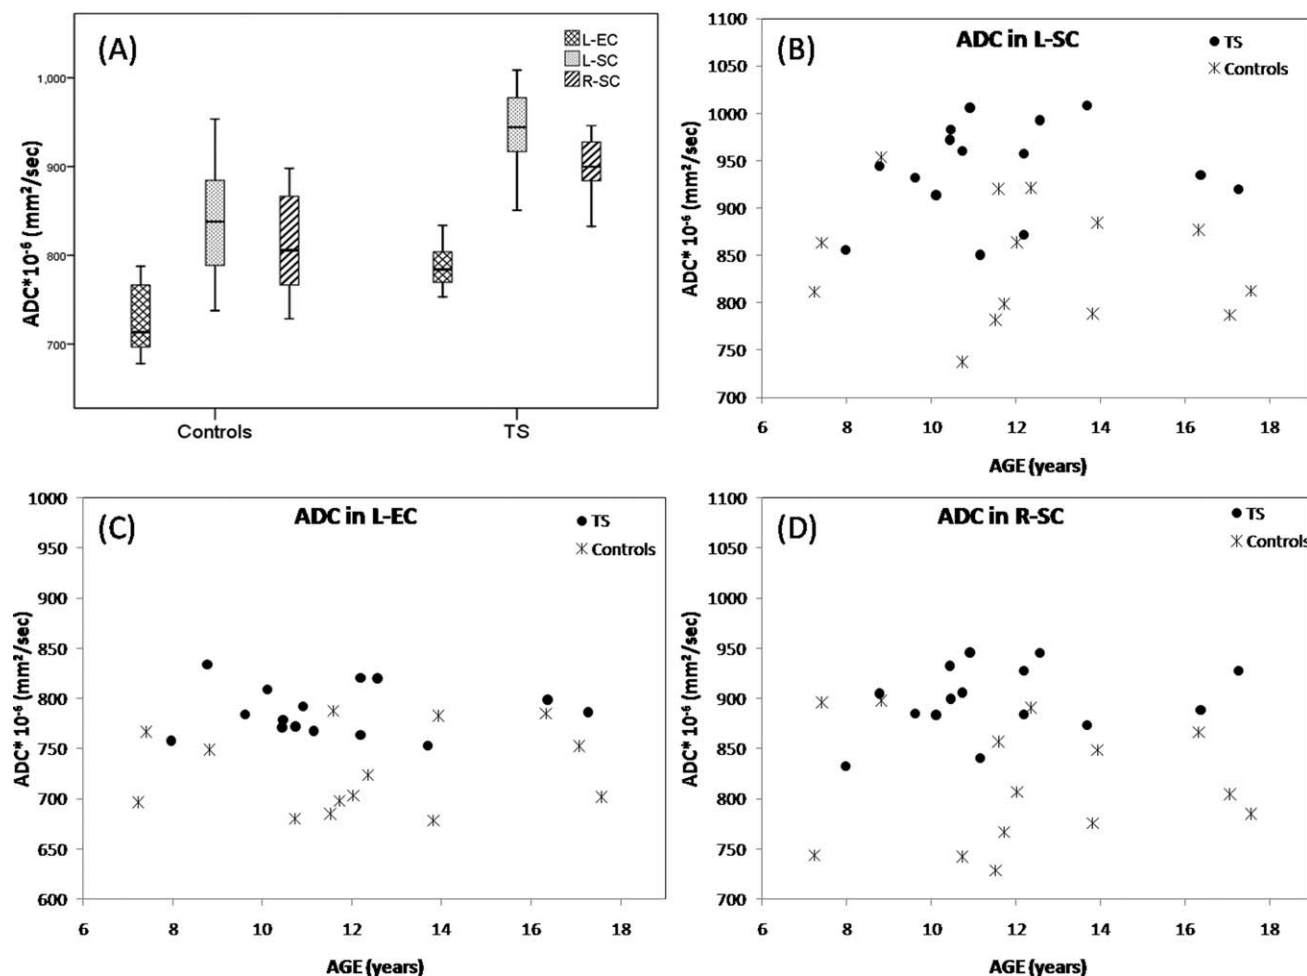 (A)
L-EC
L-SC
R-SC
ADC*10⁻⁶ (mm²/sec)
1,000
900
800
700
Controls
TS
(B)
ADC in L-SC
TS
Controls
ADC* 10⁻⁶ (mm²/sec)
1100
1050
1000
950
900
850
800
750
700
6 8 10 12 14 16 18
AGE (years)
(C)
ADC in L-EC
TS
Controls
ADC* 10⁻⁶ (mm²/sec)
1000
950
900
850
800
750
700
650
600
6 8 10 12 14 16 18
AGE (years)
(D)
ADC in R-SC
TS
Controls
ADC* 10⁻⁶ (mm²/sec)
1100
1050
1000
950
900
850
800
750
700
6 8 10 12 14 16 18
AGE (years)